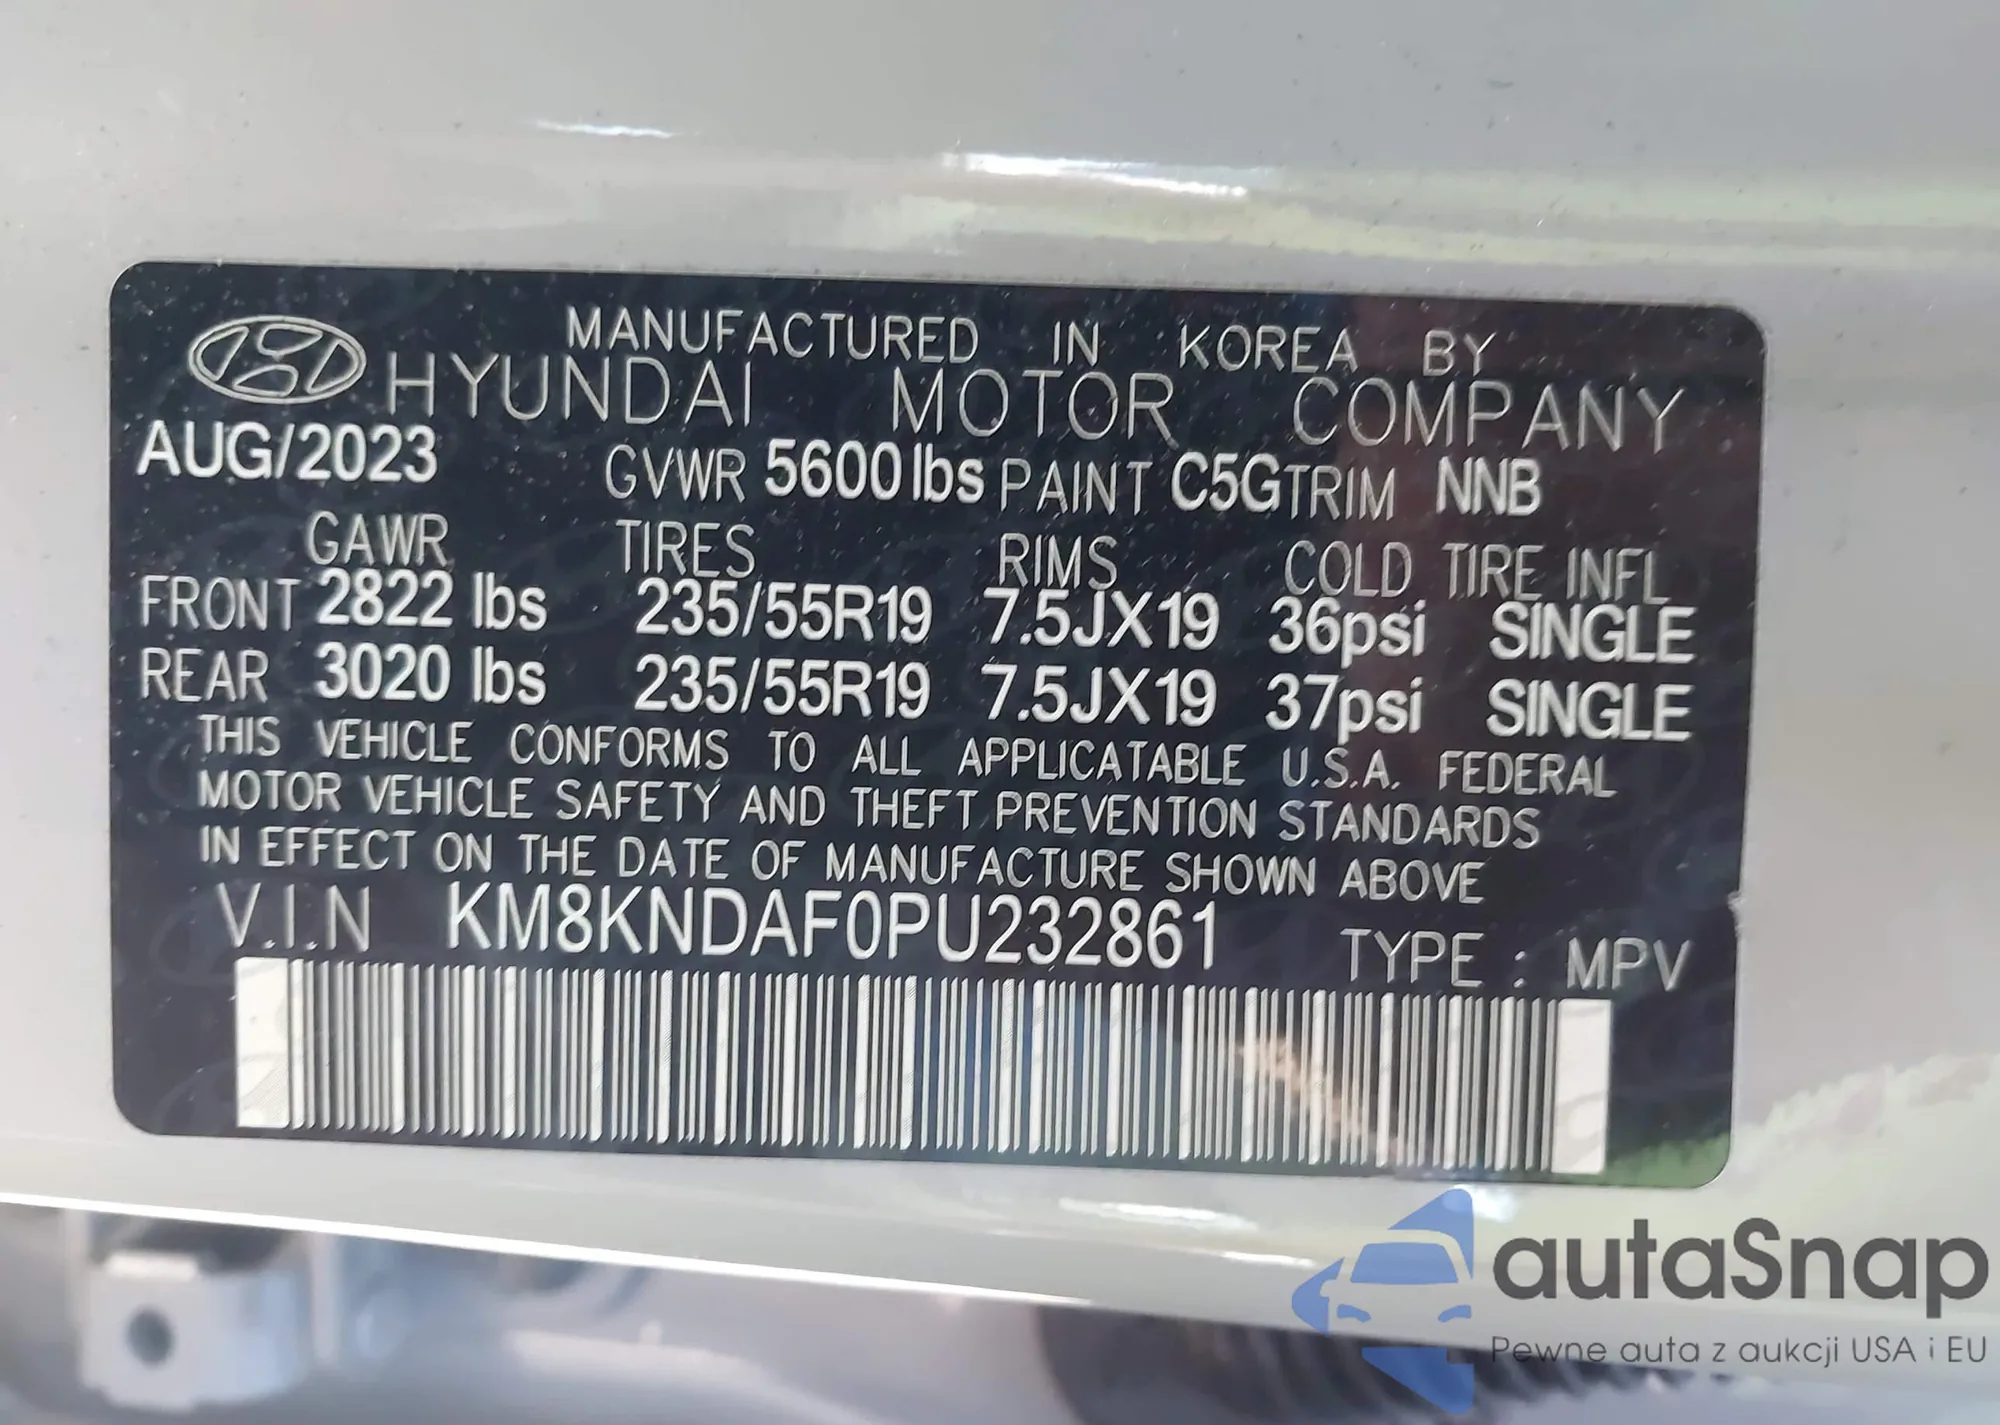 MANUFACTURED IN KOREA BY
HYUNDAI MOTOR COMPANY
AUG/2023 GVWR 5600 lbs PAINT C5G TRIM NNB
GAWR TIRES RIMS COLD TIRE INFL
FRONT 2822 lbs 235/55R19 7.5JX19 36psi SINGLE
REAR 3020 lbs 235/55R19 7.5JX19 37psi SINGLE
THIS VEHICLE CONFORMS TO ALL APPLICATABLE U.S.A. FEDERAL
MOTOR VEHICLE SAFETY AND THEFT PREVENTION STANDARDS
IN EFFECT ON THE DATE OF MANUFACTURE SHOWN ABOVE
V.I.N KM8KNDAF0PU232861 TYPE : MPV
autaSnap
Pewne auta z aukcji USA i EU